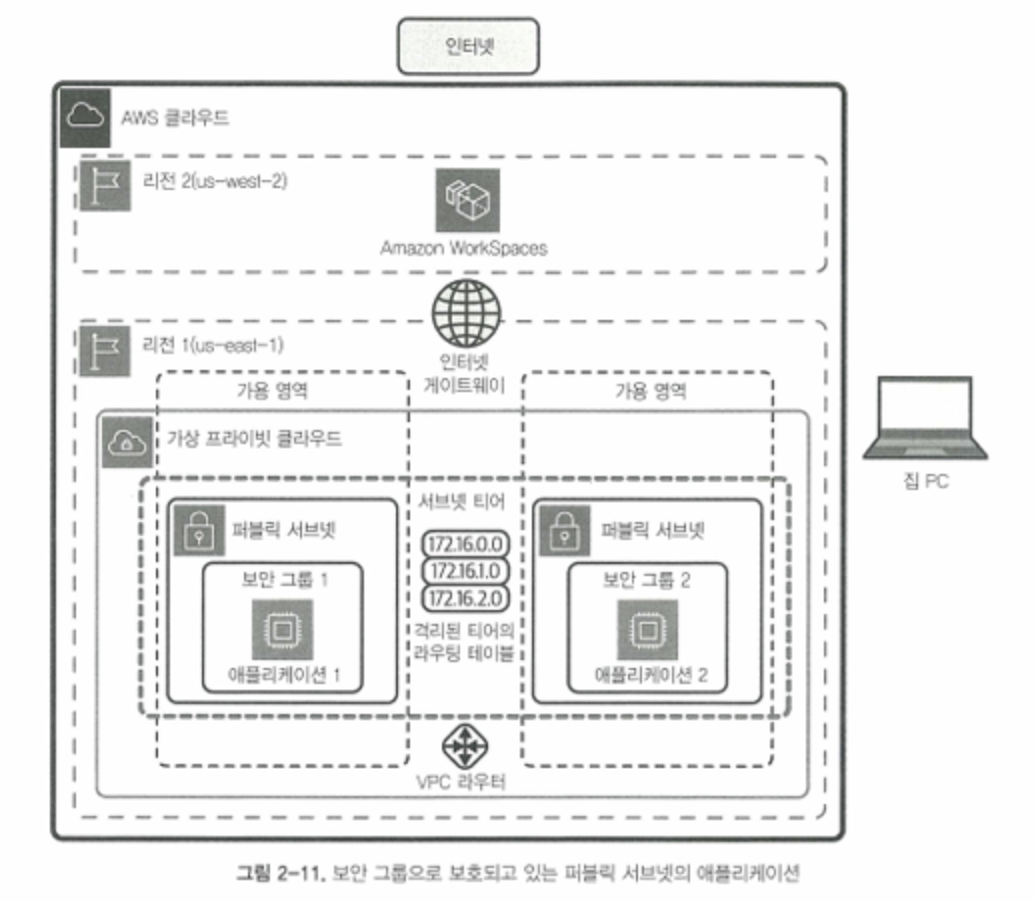 인터넷
AWS 클라우드
리전 2(us-west-2)
Amazon WorkSpaces
리전 1(us-east-1)
인터넷
게이트웨이
가용 영역
가용 영역
가상 프라이빗 클라우드
집 PC
서브넷 티어
퍼블릭 서브넷
퍼블릭 서브넷
172.16.0.0
172.16.1.0
172.16.2.0
보안 그룹 1
보안 그룹 2
격리된 티어의
라우팅 테이블
애플리케이션 1
애플리케이션 2
VPC 라우터
그림 2-11. 보안 그룹으로 보호되고 있는 퍼블릭 서브넷의 애플리케이션